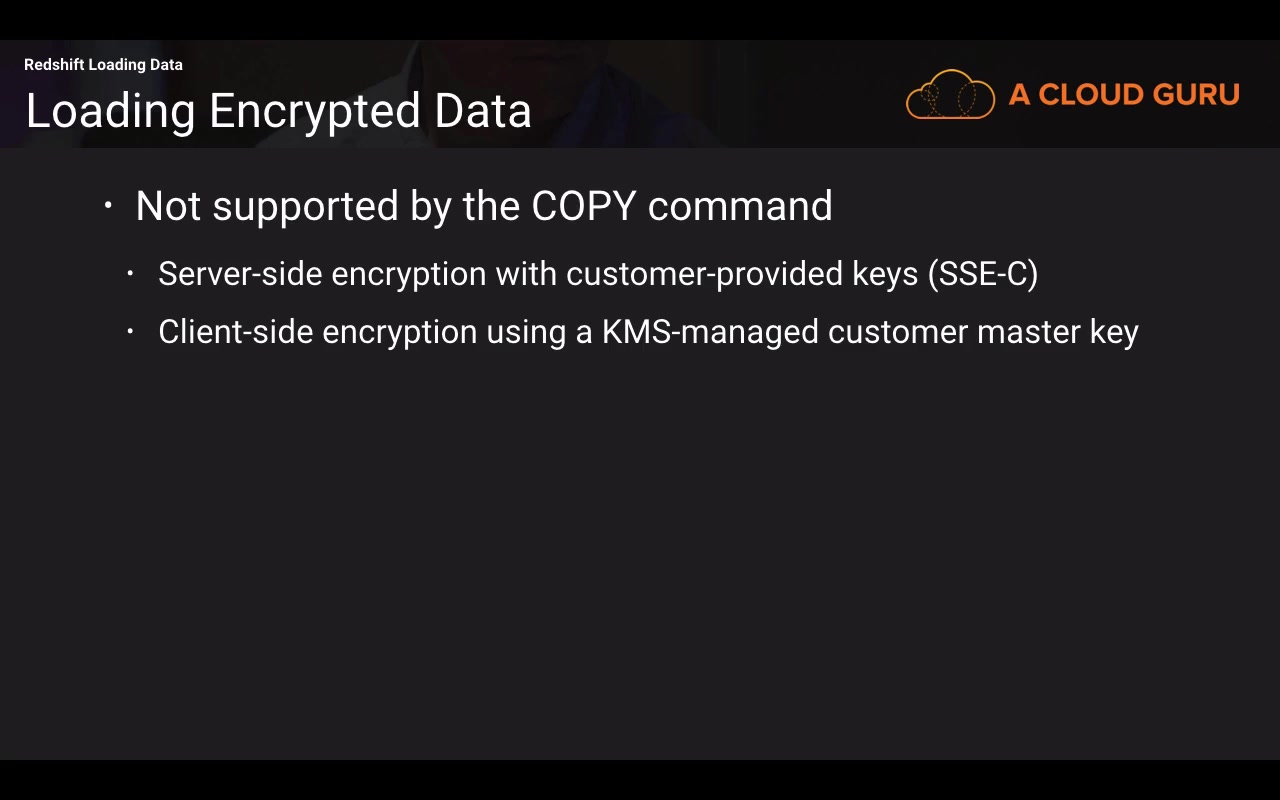 Redshift Loading Data
Loading Encrypted Data
A CLOUD GURU
• Not supported by the COPY command
• Server-side encryption with customer-provided keys (SSE-C)
• Client-side encryption using a KMS-managed customer master key